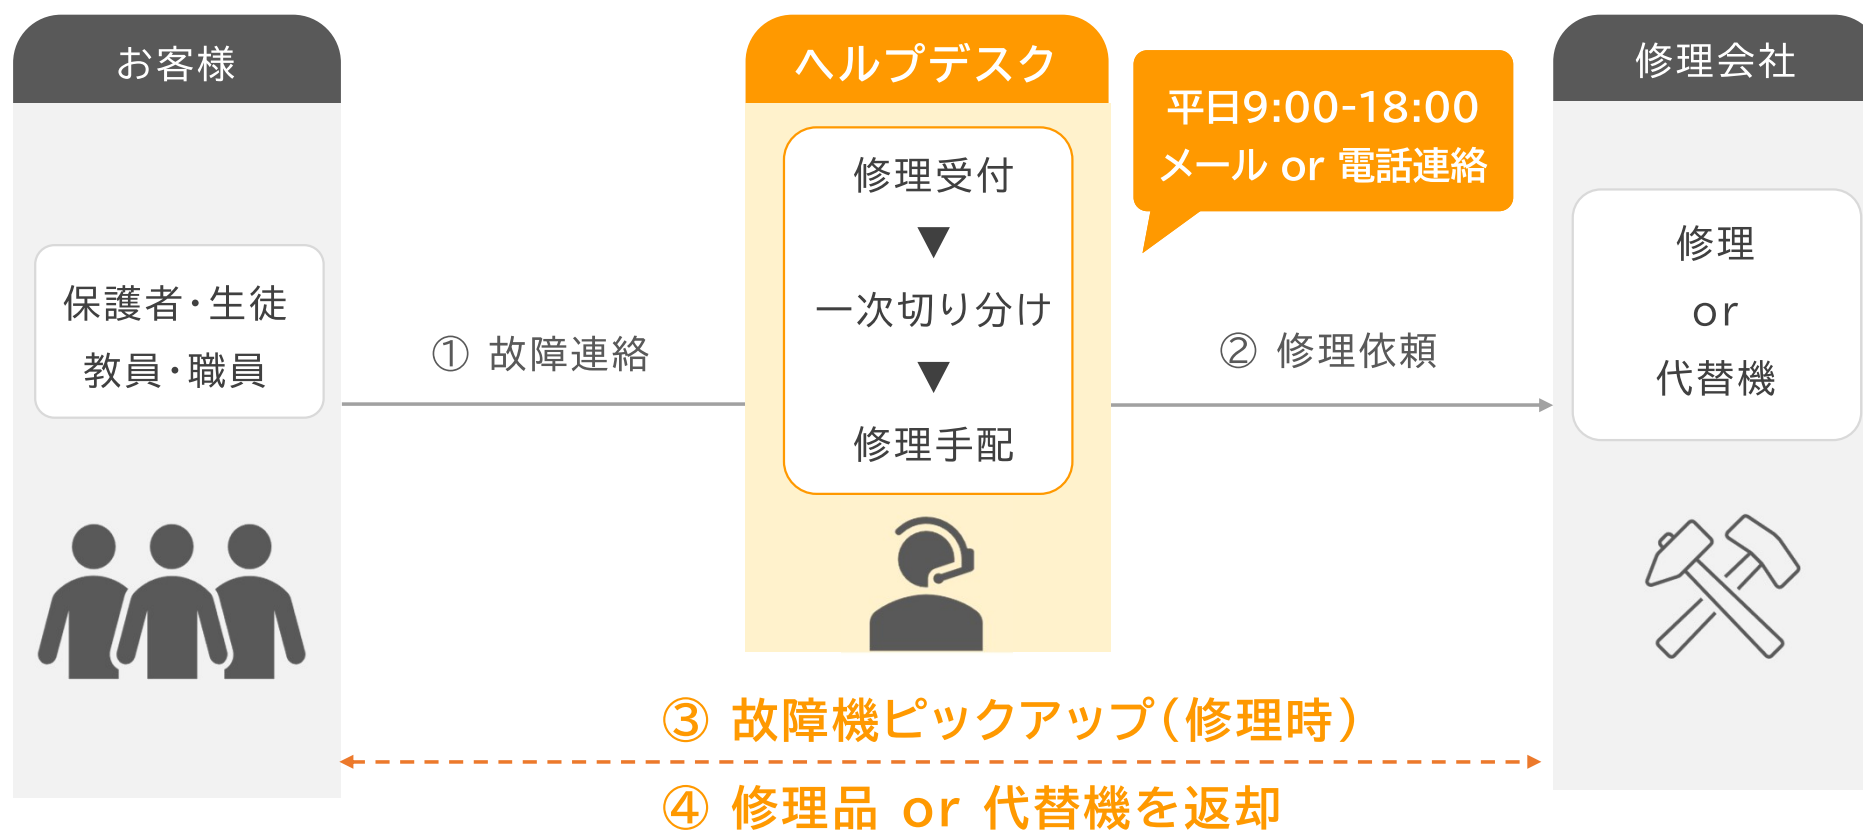 お客様
保護者・生徒
教員・職員
① 故障連絡
ヘルプデスク
修理受付
▼
一次切り分け
▼
修理手配
平日9:00-18:00
メール or 電話連絡
② 修理依頼
修理会社
修理
or
代替機
③ 故障機ピックアップ(修理時)
④ 修理品 or 代替機を返却